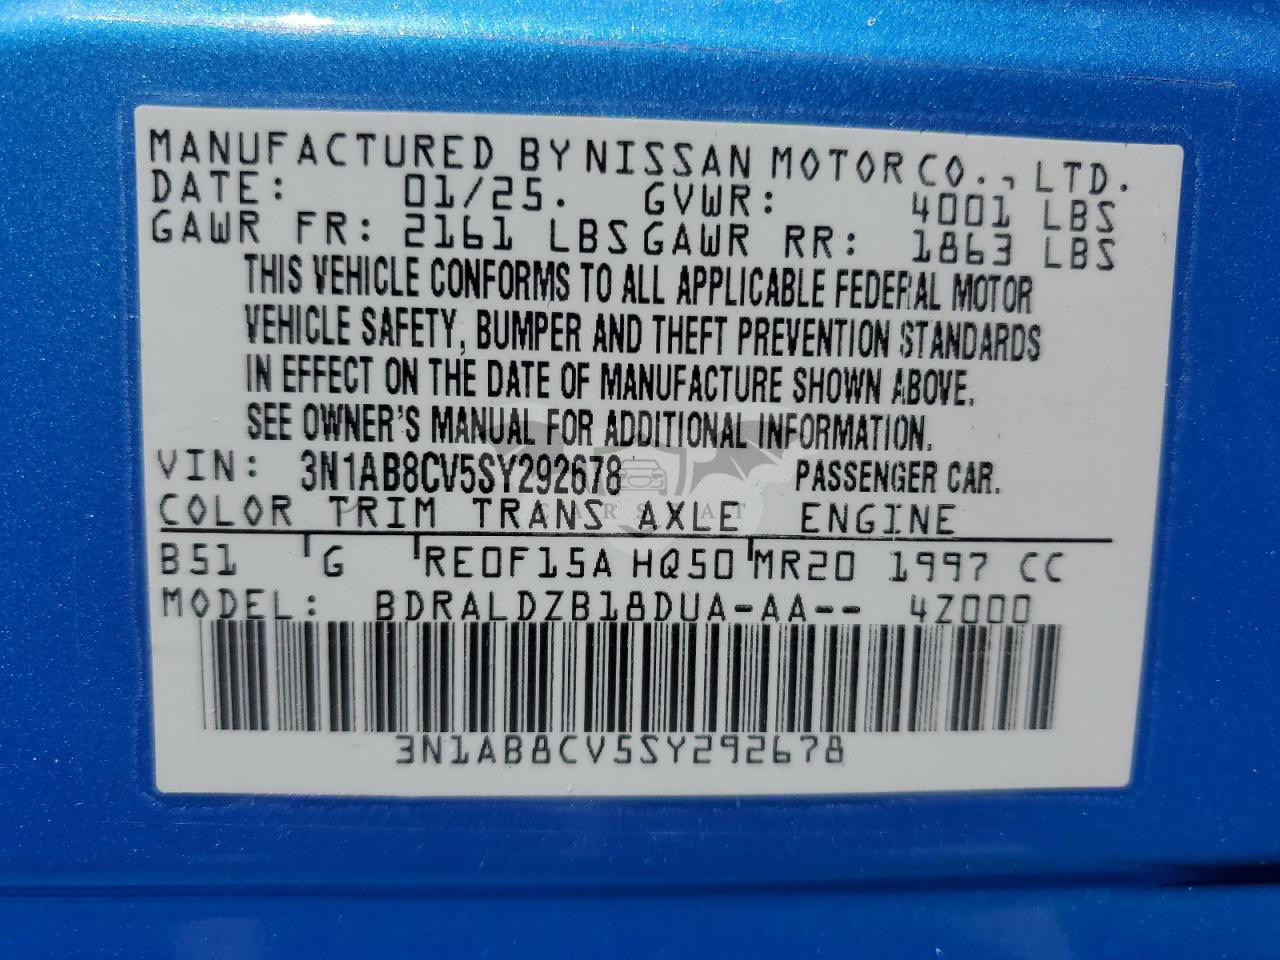 MANUFACTURED BY NISSAN MOTOR CO., LTD.
DATE: 01/25. GVWR: 4001 LBS
GAWR FR: 2161 LBS GAWR RR: 1863 LBS
THIS VEHICLE CONFORMS TO ALL APPLICABLE FEDERAL MOTOR
VEHICLE SAFETY, BUMPER AND THEFT PREVENTION STANDARDS
IN EFFECT ON THE DATE OF MANUFACTURE SHOWN ABOVE.
SEE OWNER'S MANUAL FOR ADDITIONAL INFORMATION.
VIN: 3N1AB8CV5SY292678 PASSENGER CAR.
COLOR TRIM TRANS AXLE ENGINE
B51 G RE0F15A HQ50 MR20 1997 CC
MODEL: BDRALDZB18DUA-AA-- 4Z000
3N1AB8CV5SY292678